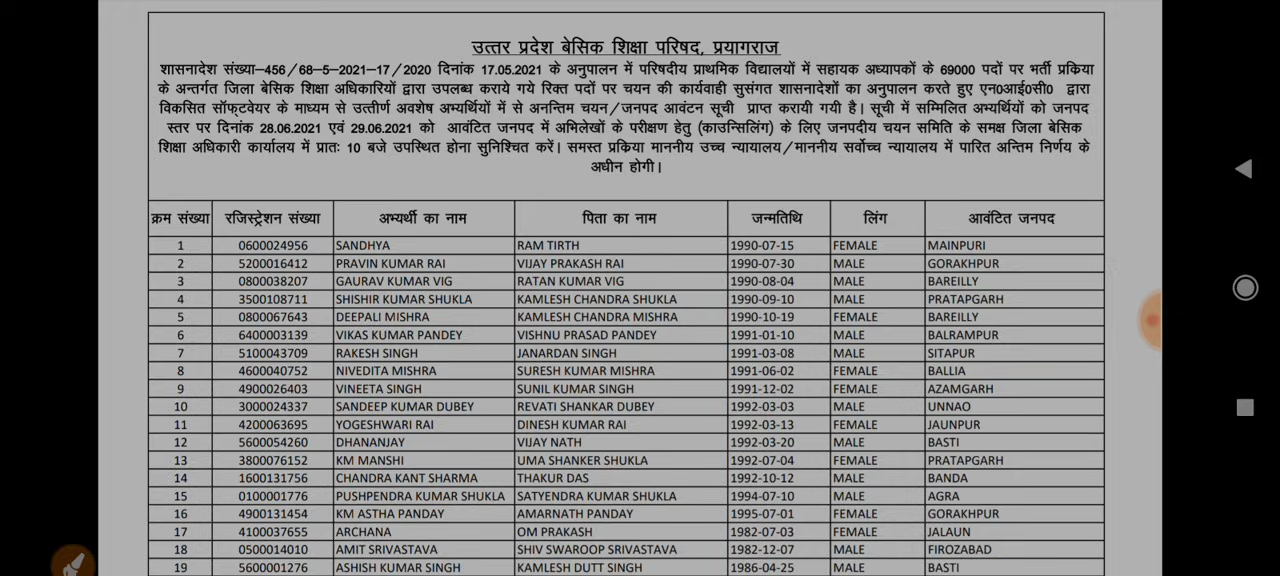 उत्तर प्रदेश बेसिक शिक्षा परिषद, प्रयागराज
शासनादेश संख्या–456/68-5-2021-17/2020 दिनांक 17.05.2021 के अनुपालन में परिषदीय प्राथमिक विद्यालयों में सहायक अध्यापकों के 69000 पदों पर भर्ती प्रक्रिया
के अन्तर्गत जिला बेसिक शिक्षा अधिकारियों द्वारा उपलब्ध कराये गये रिक्त पदों पर चयन की कार्यवाही सुसंगत शासनादेशों का अनुपालन करते हुए एन0आई0सी0 द्वारा
विकसित सॉफ्टवेयर के माध्यम से उत्तीर्ण अवशेष अभ्यर्थियों में से अनन्तिम चयन/जनपद आवंटन सूची प्राप्त करायी गयी है। सूची में सम्मिलित अभ्यर्थियों को जनपद
स्तर पर दिनांक 28.06.2021 एवं 29.06.2021 को आवंटित जनपद में अभिलेखों के परीक्षण हेतु (काउन्सिलिंग) के लिए जनपदीय चयन समिति के समक्ष जिला बेसिक
शिक्षा अधिकारी कार्यालय में प्रातः 10 बजे उपस्थित होना सुनिश्चित करें। समस्त प्रक्रिया माननीय उच्च न्यायालय/माननीय सर्वोच्च न्यायालय में पारित अन्तिम निर्णय के
अधीन होगी।
क्रम संख्या रजिस्ट्रेशन संख्या अभ्यर्थी का नाम पिता का नाम जन्मतिथि लिंग आवंटित जनपद
1 0600024956 SANDHYA RAM TIRTH 1990-07-15 FEMALE MAINPURI
2 5200016412 PRAVIN KUMAR RAI VIJAY PRAKASH RAI 1990-07-30 MALE GORAKHPUR
3 0800038207 GAURAV KUMAR VIG RATAN KUMAR VIG 1990-08-04 MALE BAREILLY
4 3500108711 SHISHIR KUMAR SHUKLA KAMLESH CHANDRA SHUKLA 1990-09-10 MALE PRATAPGARH
5 0800067643 DEEPALI MISHRA KAMLESH CHANDRA MISHRA 1990-10-19 FEMALE BAREILLY
6 6400003139 VIKAS KUMAR PANDEY VISHNU PRASAD PANDEY 1991-01-10 MALE BALRAMPUR
7 5100043709 RAKESH SINGH JANARDAN SINGH 1991-03-08 MALE SITAPUR
8 4600040752 NIVEDITA MISHRA SURESH KUMAR MISHRA 1991-06-02 FEMALE BALLIA
9 4900026403 VINEETA SINGH SUNIL KUMAR SINGH 1991-12-02 FEMALE AZAMGARH
10 3000024337 SANDEEP KUMAR DUBEY REVATI SHANKAR DUBEY 1992-03-03 MALE UNNAO
11 4200063695 YOGESHWARI RAI DINESH KUMAR RAI 1992-03-13 FEMALE JAUNPUR
12 5600054260 DHANANJAY VIJAY NATH 1992-03-20 MALE BASTI
13 3800076152 KM MANSHI UMA SHANKER SHUKLA 1992-07-04 FEMALE PRATAPGARH
14 1600131756 CHANDRA KANT SHARMA THAKUR DAS 1992-10-12 MALE BANDA
15 0100001776 PUSHPENDRA KUMAR SHUKLA SATYENDRA KUMAR SHUKLA 1994-07-10 MALE AGRA
16 4900131454 KM ASTHA PANDAY AMARNATH PANDAY 1995-07-01 FEMALE GORAKHPUR
17 4100037655 ARCHANA OM PRAKASH 1982-07-03 FEMALE JALAUN
18 0500014010 AMIT SRIVASTAVA SHIV SWAROOP SRIVASTAVA 1982-12-07 MALE FIROZABAD
19 5600001276 ASHISH KUMAR SINGH KAMLESH DUTT SINGH 1986-04-25 MALE BASTI